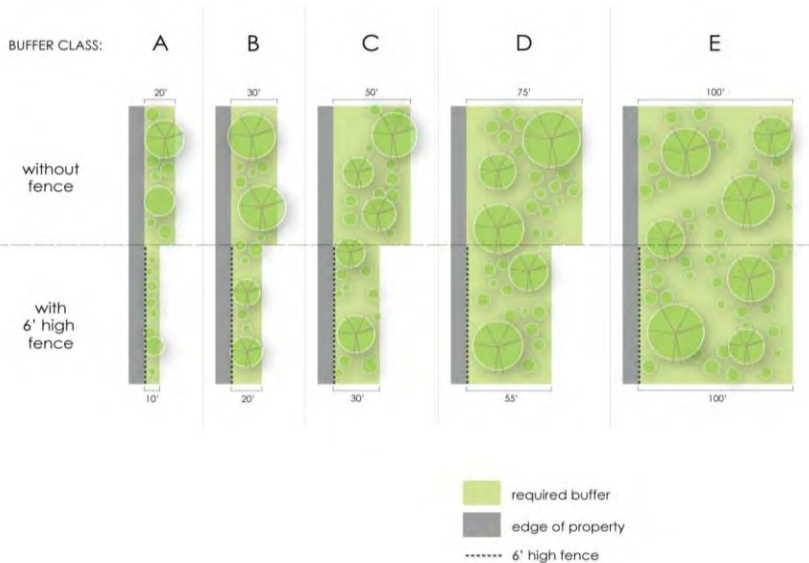 BUFFER CLASS: A B C D E
20' 30' 50' 75' 100'
without
fence
with
6' high
fence
10' 20' 30' 55' 100'
required buffer
edge of property
6' high fence